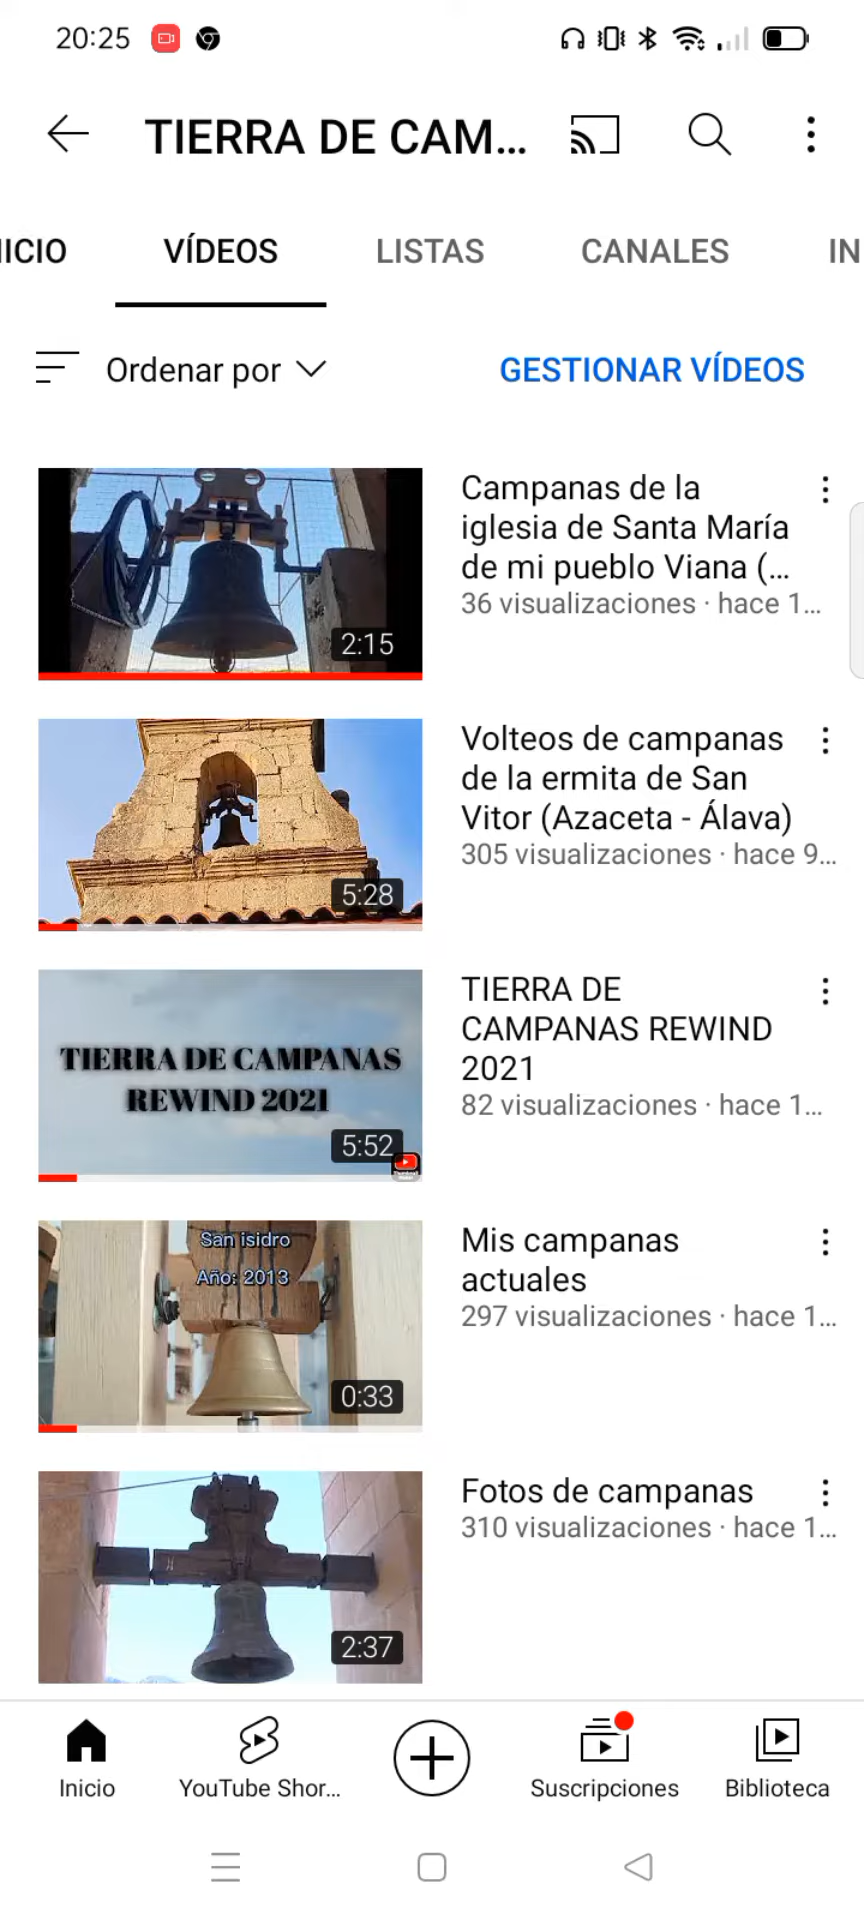 20:25
TIERRA DE CAM...
NICIO VÍDEOS LISTAS CANALES IN
Ordenar por
GESTIONAR VÍDEOS
2:15
Campanas de la
iglesia de Santa María
de mi pueblo Viana (...
36 visualizaciones · hace 1...
5:28
Volteos de campanas
de la ermita de San
Vitor (Azaceta - Álava)
305 visualizaciones · hace 9...
TIERRA DE CAMPANAS
REWIND 2021
5:52
TIERRA DE
CAMPANAS REWIND
2021
82 visualizaciones · hace 1...
San isidro
Año: 2013
0:33
Mis campanas
actuales
297 visualizaciones · hace 1...
2:37
Fotos de campanas
310 visualizaciones · hace 1...
Inicio
YouTube Shor...
Suscripciones
Biblioteca